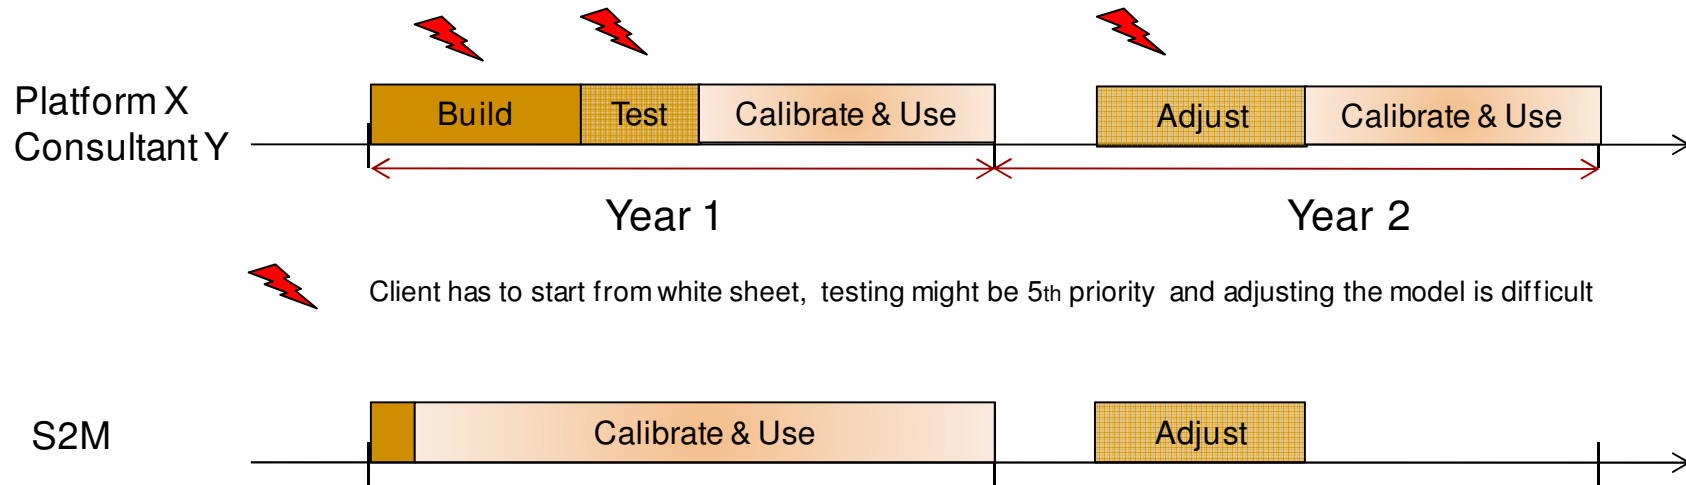 Platform X
Consultant Y
Build
Test
Calibrate & Use
Adjust
Calibrate & Use
Year 1
Year 2
Client has to start from white sheet, testing might be 5th priority and adjusting the model is difficult
S2M
Calibrate & Use
Adjust